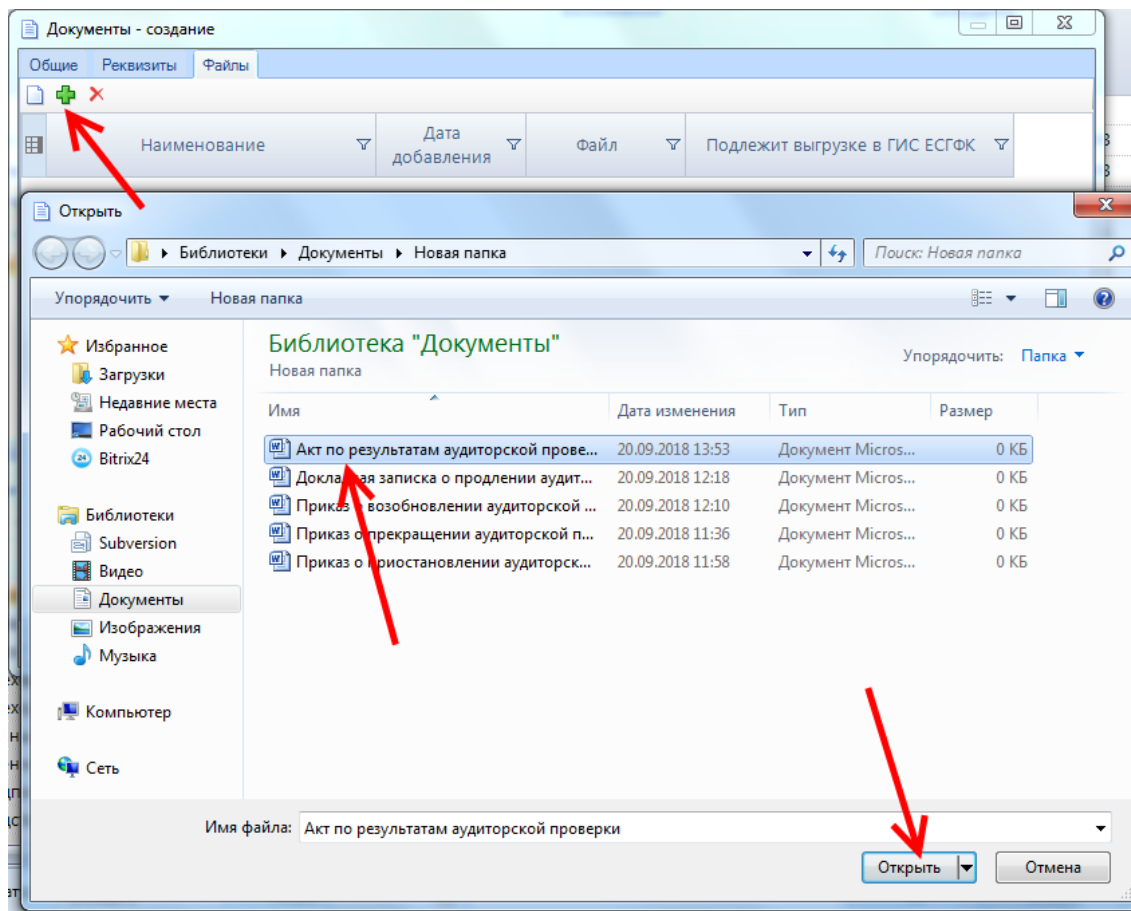 Документы - создание
Общие Реквизиты Файлы
Наименование Дата добавления Файл Подлежит выгрузке в ГИС ЕСГФК
Открыть
Библиотеки Документы Новая папка Поиск: Новая папка
Упорядочить Новая папка
Избранное
Загрузки
Недавние места
Рабочий стол
Bitrix24
Библиотеки
Subversion
Видео
Документы
Изображения
Музыка
Компьютер
Сеть
Библиотека "Документы"
Новая папка
Упорядочить: Папка
Имя Дата изменения Тип Размер
Акт по результатам аудиторской прове... 20.09.2018 13:53 Документ Micros... 0 КБ
Докладная записка о продлении аудит... 20.09.2018 12:18 Документ Micros... 0 КБ
Приказ о возобновлении аудиторской ... 20.09.2018 12:10 Документ Micros... 0 КБ
Приказ о прекращении аудиторской п... 20.09.2018 11:36 Документ Micros... 0 КБ
Приказ о приостановлении аудиторск... 20.09.2018 11:58 Документ Micros... 0 КБ
Имя файла: Акт по результатам аудиторской проверки
Открыть Отмена